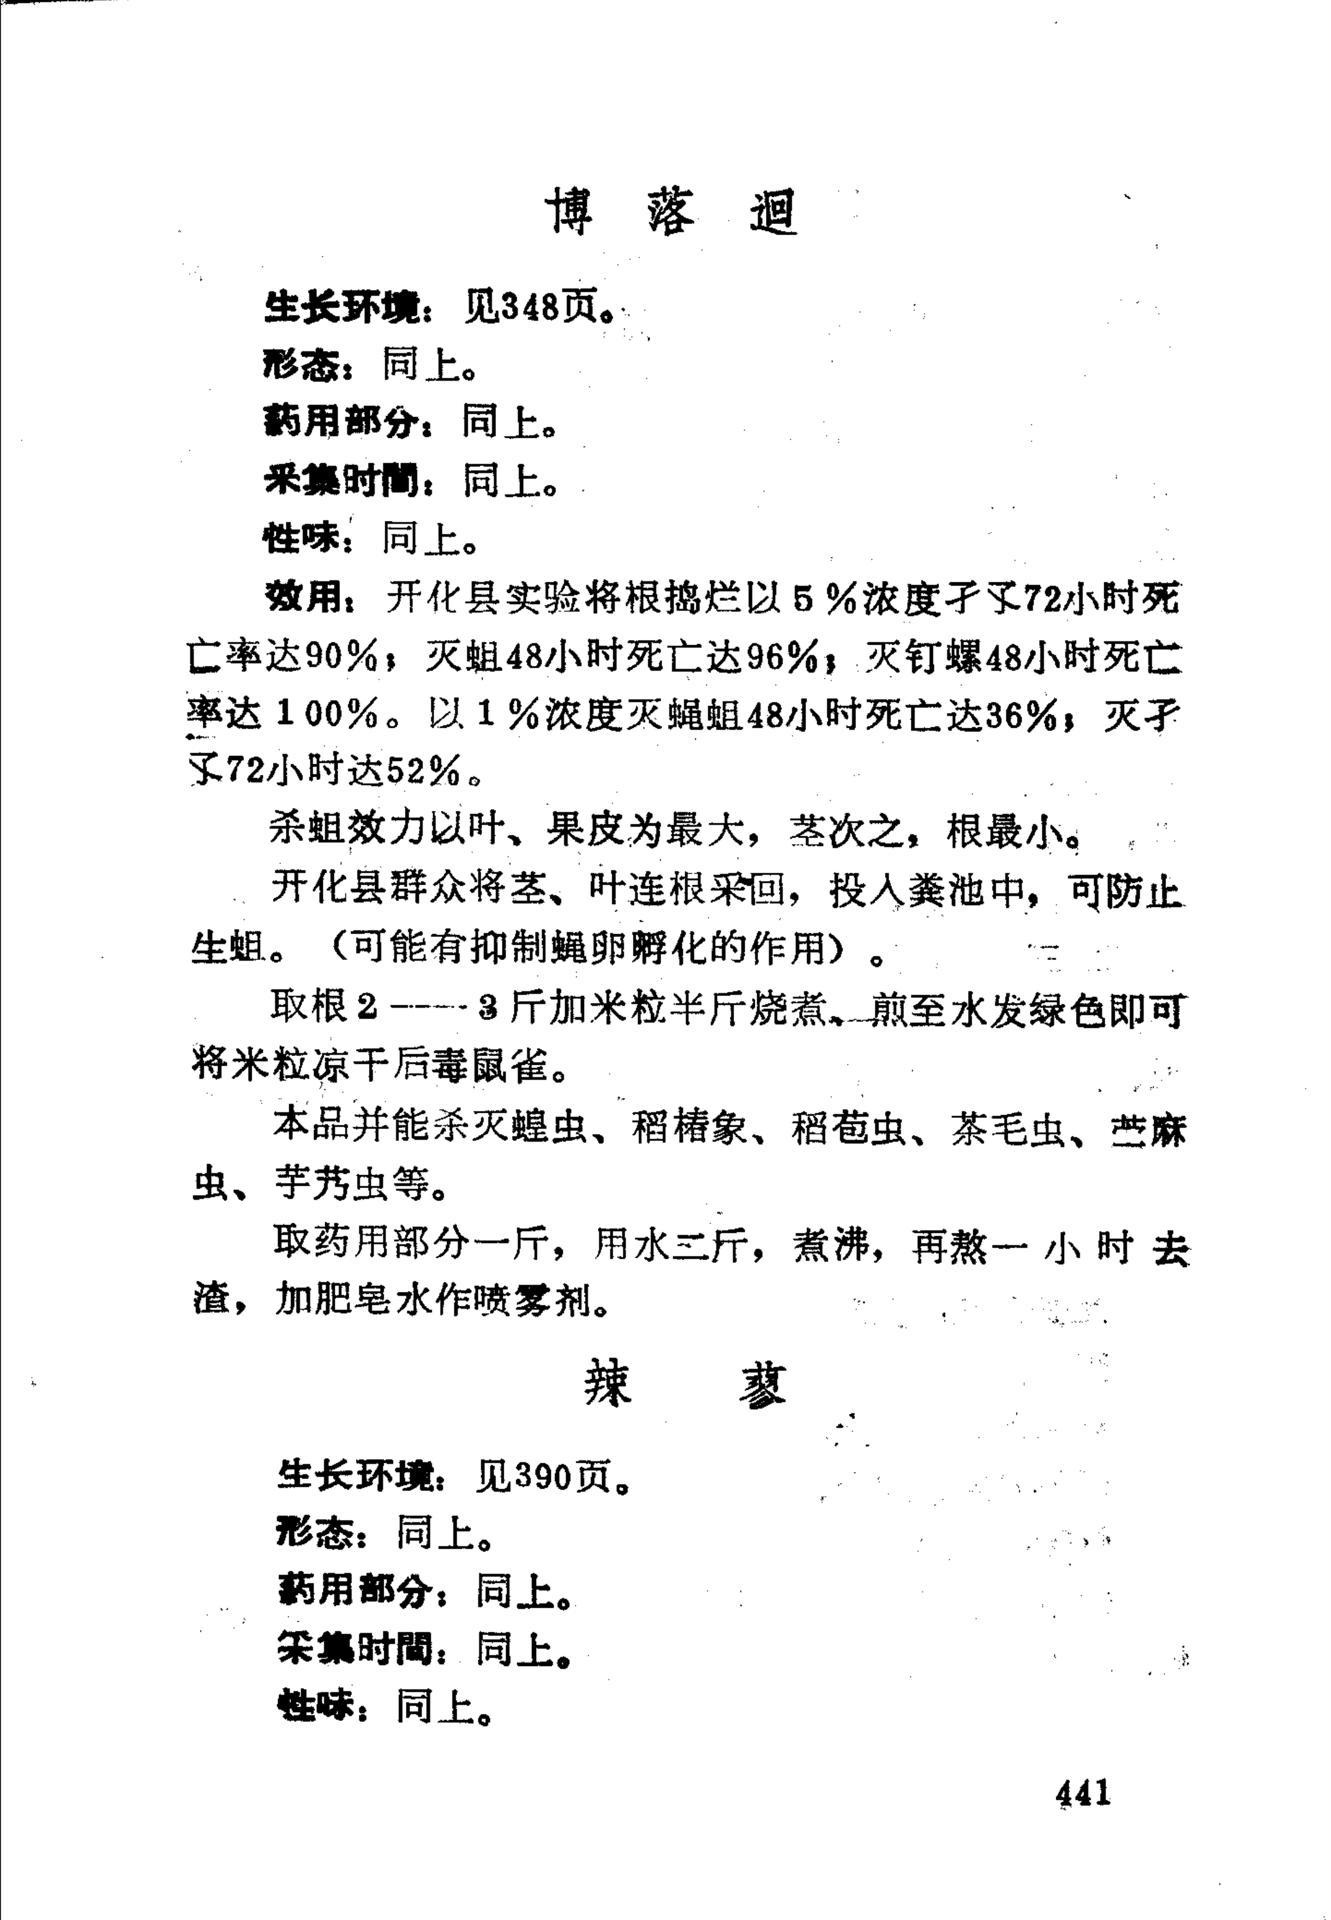 博落迴
生长环境：见348页。
形态：同上。
药用部分：同上。
采集时間：同上。
性味：同上。
效用：开化县实验将根捣烂以5％浓度孑孓72小时死
亡率达90％；灭蛆48小时死亡达96％；灭钉螺48小时死亡
率达100％。以1％浓度灭蝇蛆48小时死亡达36％；灭孑
孓72小时达52％。
杀蛆效力以叶、果皮为最大，茎次之，根最小。
开化县群众将茎、叶连根采回，投入粪池中，可防止
生蛆。（可能有抑制蝇卵孵化的作用）。
取根2——3斤加米粒半斤烧煮、煎至水发绿色即可
将米粒凉干后毒鼠雀。
本品并能杀灭蝗虫、稻椿象、稻苞虫、茶毛虫、苎麻
虫、芋艿虫等。
取药用部分一斤，用水二斤，煮沸，再熬一小时去
渣，加肥皂水作喷雾剂。
辣蓼
生长环境：见390页。
形态：同上。
药用部分：同上。
采集时間：同上。
性味：同上。
441